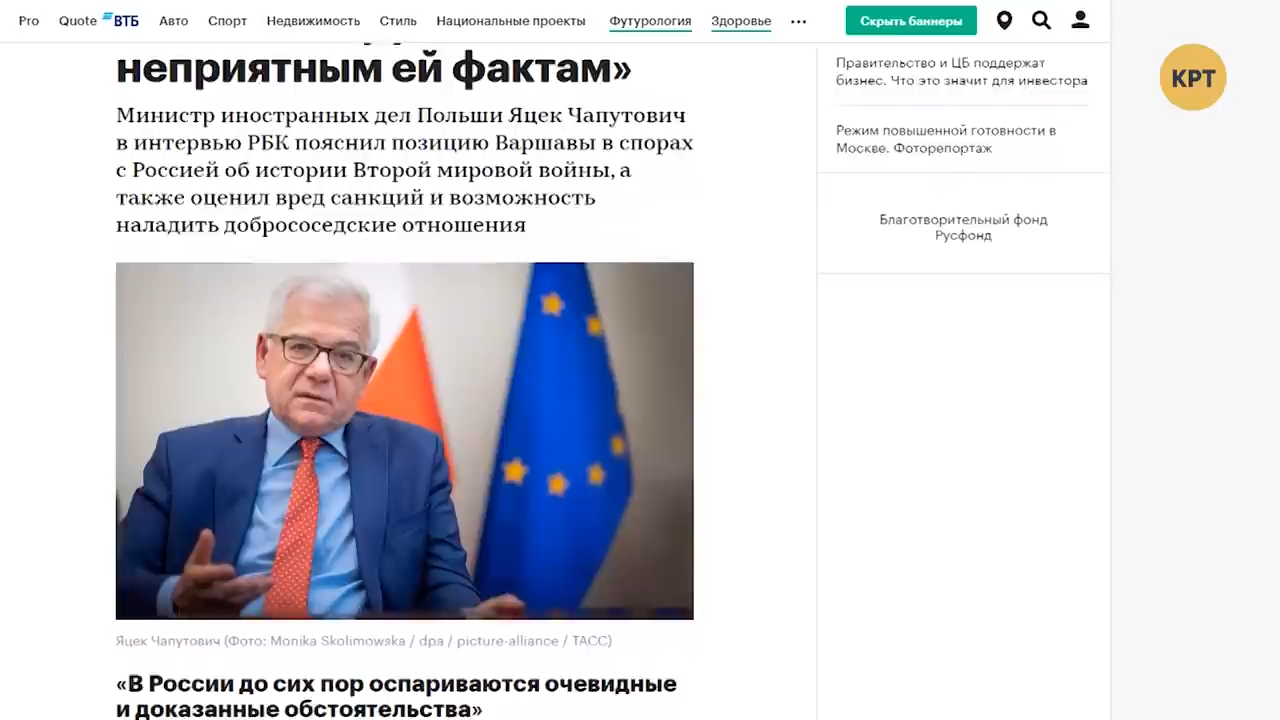 Pro Quote ВТБ Авто Спорт Недвижимость Стиль Национальные проекты Футурология Здоровье ... Скрыть баннеры
КРТ
неприятным ей фактам»
Министр иностранных дел Польши Яцек Чапутович
в интервью РБК пояснил позицию Варшавы в спорах
с Россией об истории Второй мировой войны, а
также оценил вред санкций и возможность
наладить добрососедские отношения
Яцек Чапутович (Фото: Monika Skolimowska / dpa / picture-alliance / ТАСС)
«В России до сих пор оспариваются очевидные
и доказанные обстоятельства»
Правительство и ЦБ поддержат
бизнес. Что это значит для инвестора
Режим повышенной готовности в
Москве. Фоторепортаж
Благотворительный фонд
Русфонд